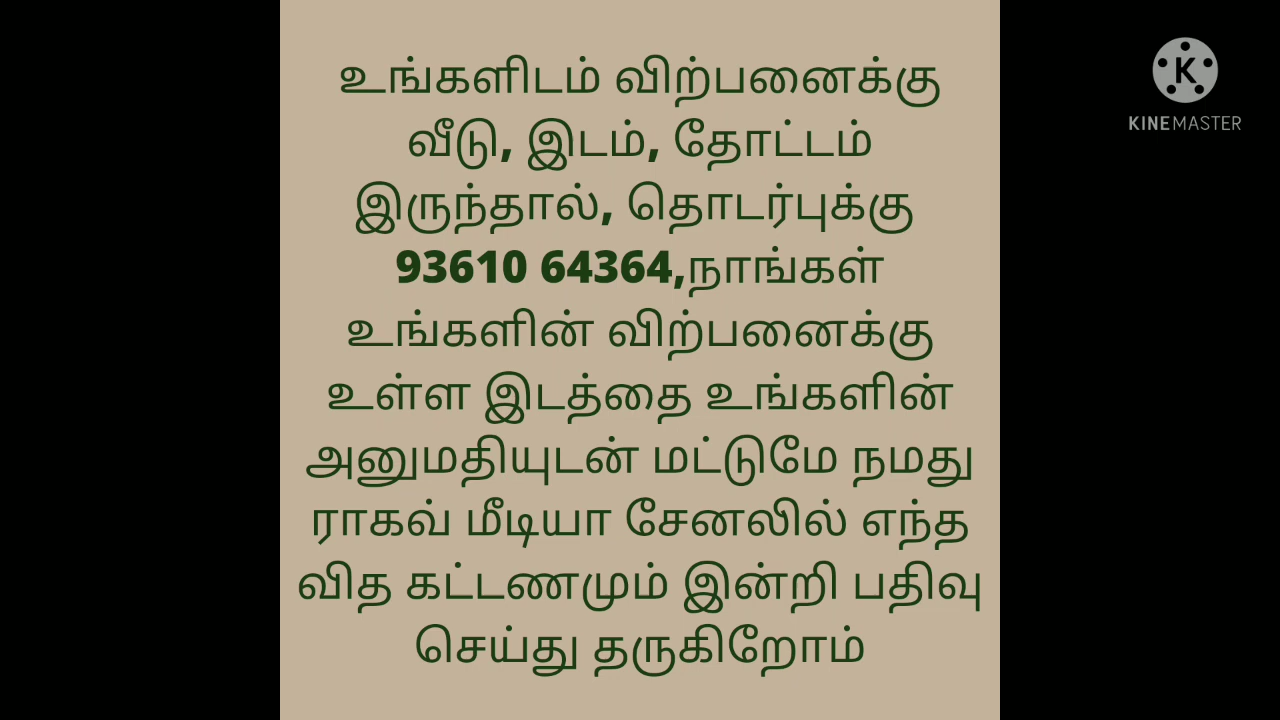 உங்களிடம் விற்பனைக்கு
வீடு, இடம், தோட்டம்
இருந்தால், தொடர்புக்கு
93610 64364,நாங்கள்
உங்களின் விற்பனைக்கு
உள்ள இடத்தை உங்களின்
அனுமதியுடன் மட்டுமே நமது
ராகவ் மீடியா சேனலில் எந்த
வித கட்டணமும் இன்றி பதிவு
செய்து தருகிறோம்
K
KINEMASTER